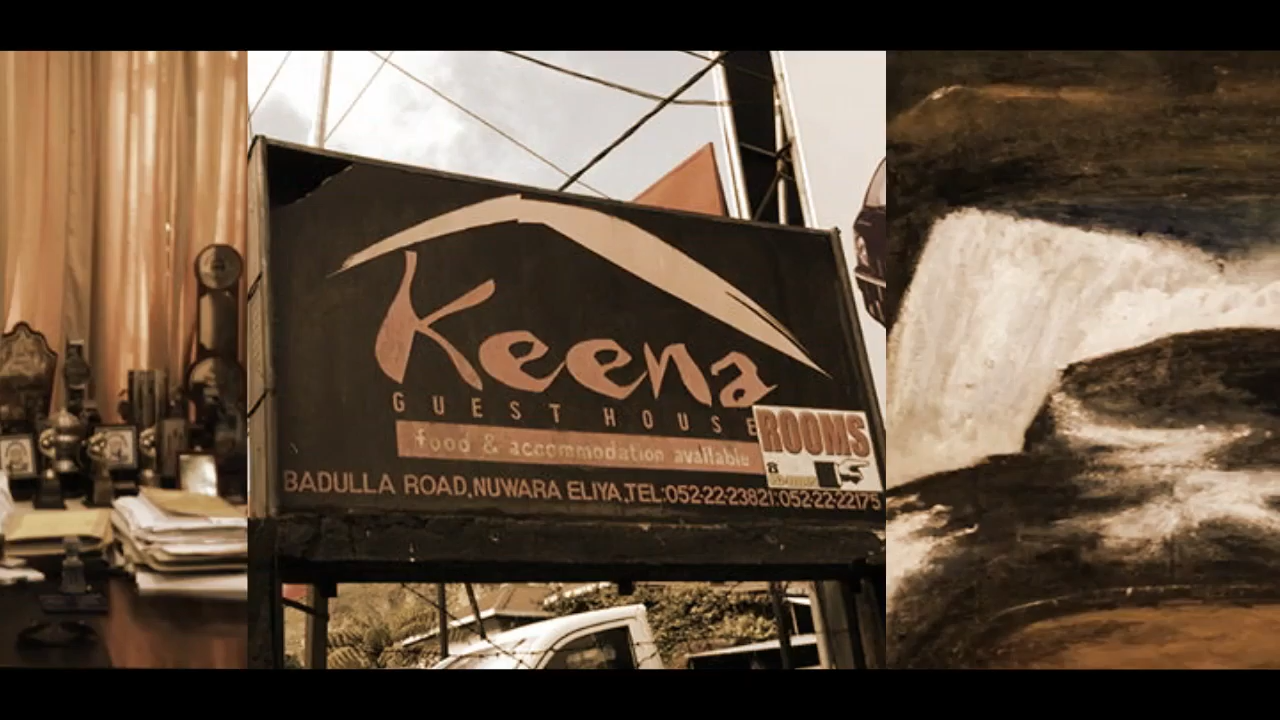 Keena
GUEST HOUSE
food & accommodation available
ROOMS
BADULLA ROAD,NUWARA ELIYA,TEL:052-22-23821:052-22-22175